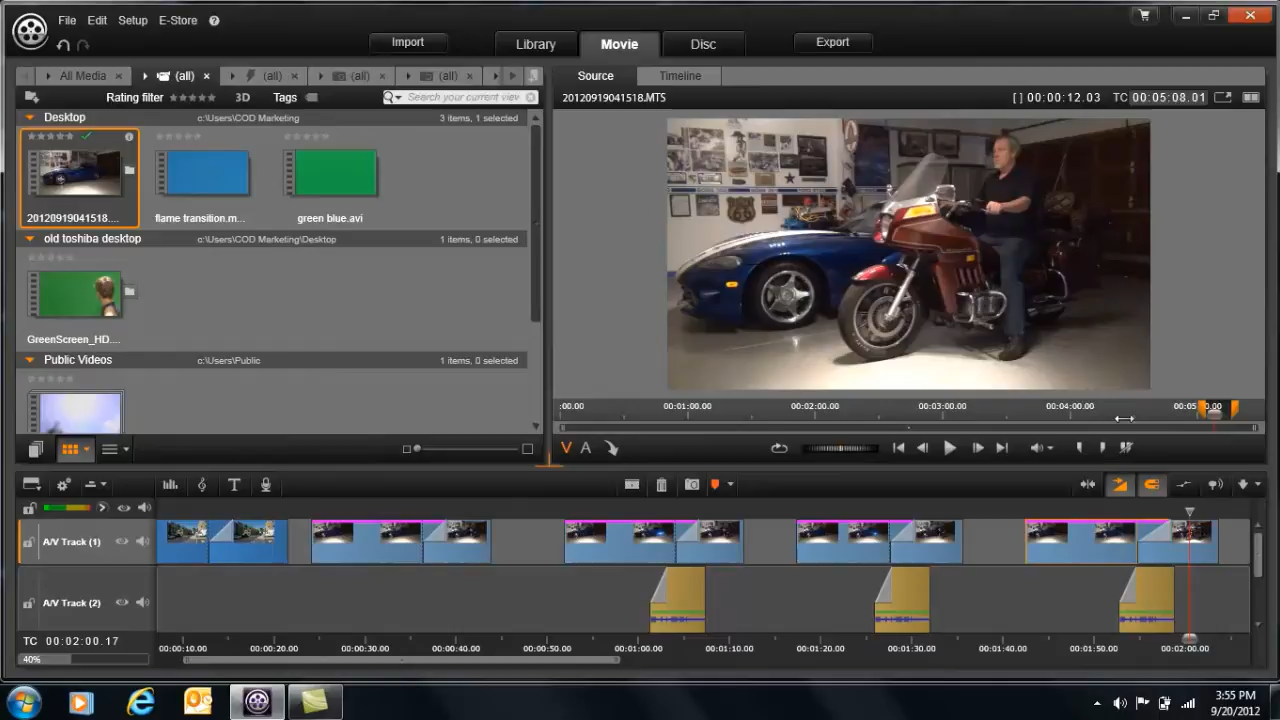 File Edit Setup E-Store ?
Import Library Movie Disc Export
All Media × (all) × (all) × (all) × (all) ×
Source Timeline
Rating filter 3D Tags Search your current view
20120919041518.MTS [ ] 00:00:12.03 TC 00:05:08.01
Desktop c:\Users\COD Marketing 3 items, 1 selected
20120919041518.... flame transition.m... green blue.avi
old toshiba desktop c:\Users\COD Marketing\Desktop 1 items, 0 selected
GreenScreen_HD....
Public Videos c:\Users\Public 1 items, 0 selected
:00.00 00:01:00.00 00:02:00.00 00:03:00.00 00:04:00.00
V A
A/V Track (1)
A/V Track (2)
TC 00:02:00.17
00:00:10.00 00:00:20.00 00:00:30.00 00:00:40.00 00:00:50.00 00:01:00.00 00:01:10.00 00:01:20.00 00:01:30.00 00:01:40.00 00:01:50.00 00:02:00.00
40%
3:55 PM
9/20/2012